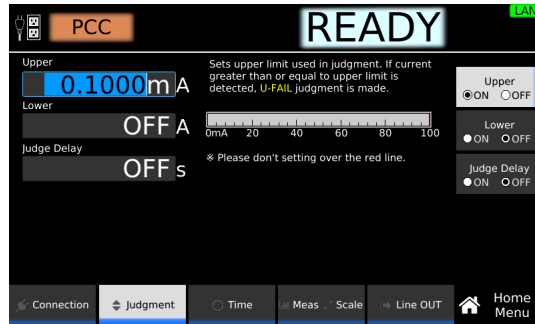 LAN
PCC
READY
Upper
0.1000m A
Lower
OFF A
Judge Delay
OFF s
Sets upper limit used in judgment. If current
greater than or equal to upper limit is
detected, U-FAIL judgment is made.
0mA 20 40 60 80 100
※ Please don't setting over the red line.
Upper
ON OFF
Lower
ON OFF
Judge Delay
ON OFF
Connection
Judgment
Time
Meas / Scale
Line OUT
Home
Menu